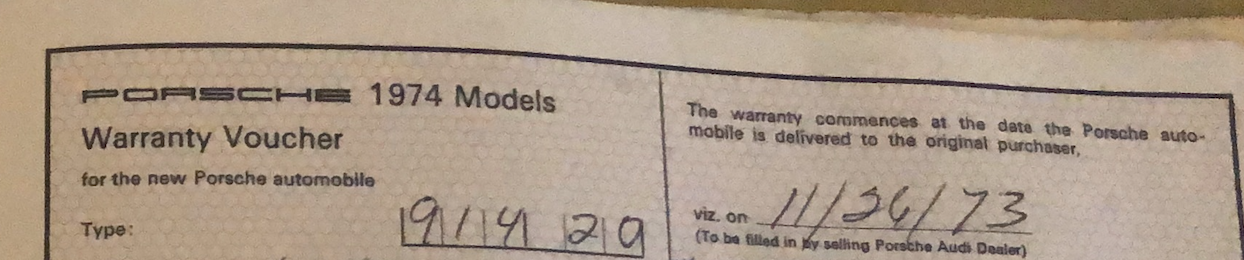 PORSCHE 1974 Models
Warranty Voucher
for the new Porsche automobile
Type: 914 29
The warranty commences at the date the Porsche auto-
mobile is delivered to the original purchaser,
viz. on 11/26/73
(To be filled in by selling Porsche Audi Dealer)